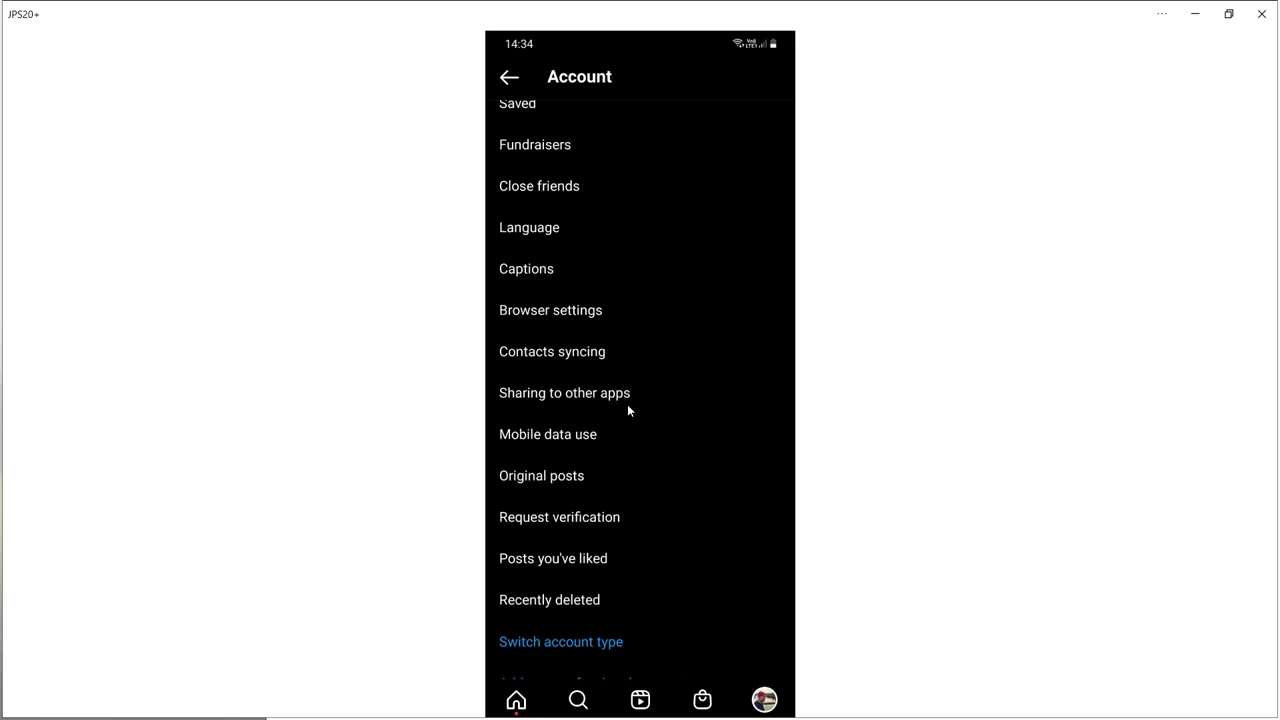 JPS20+
14:34
Account
Saved
Fundraisers
Close friends
Language
Captions
Browser settings
Contacts syncing
Sharing to other apps
Mobile data use
Original posts
Request verification
Posts you've liked
Recently deleted
Switch account type